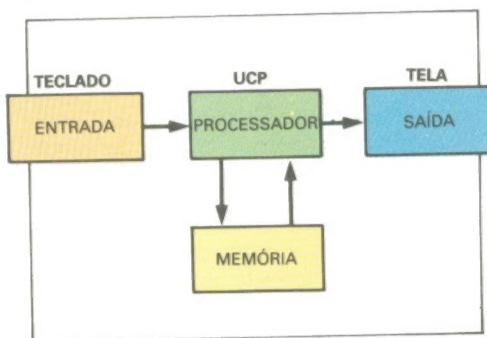 TECLADO
UCP
TELA
ENTRADA
PROCESSADOR
SAÍDA
MEMÓRIA